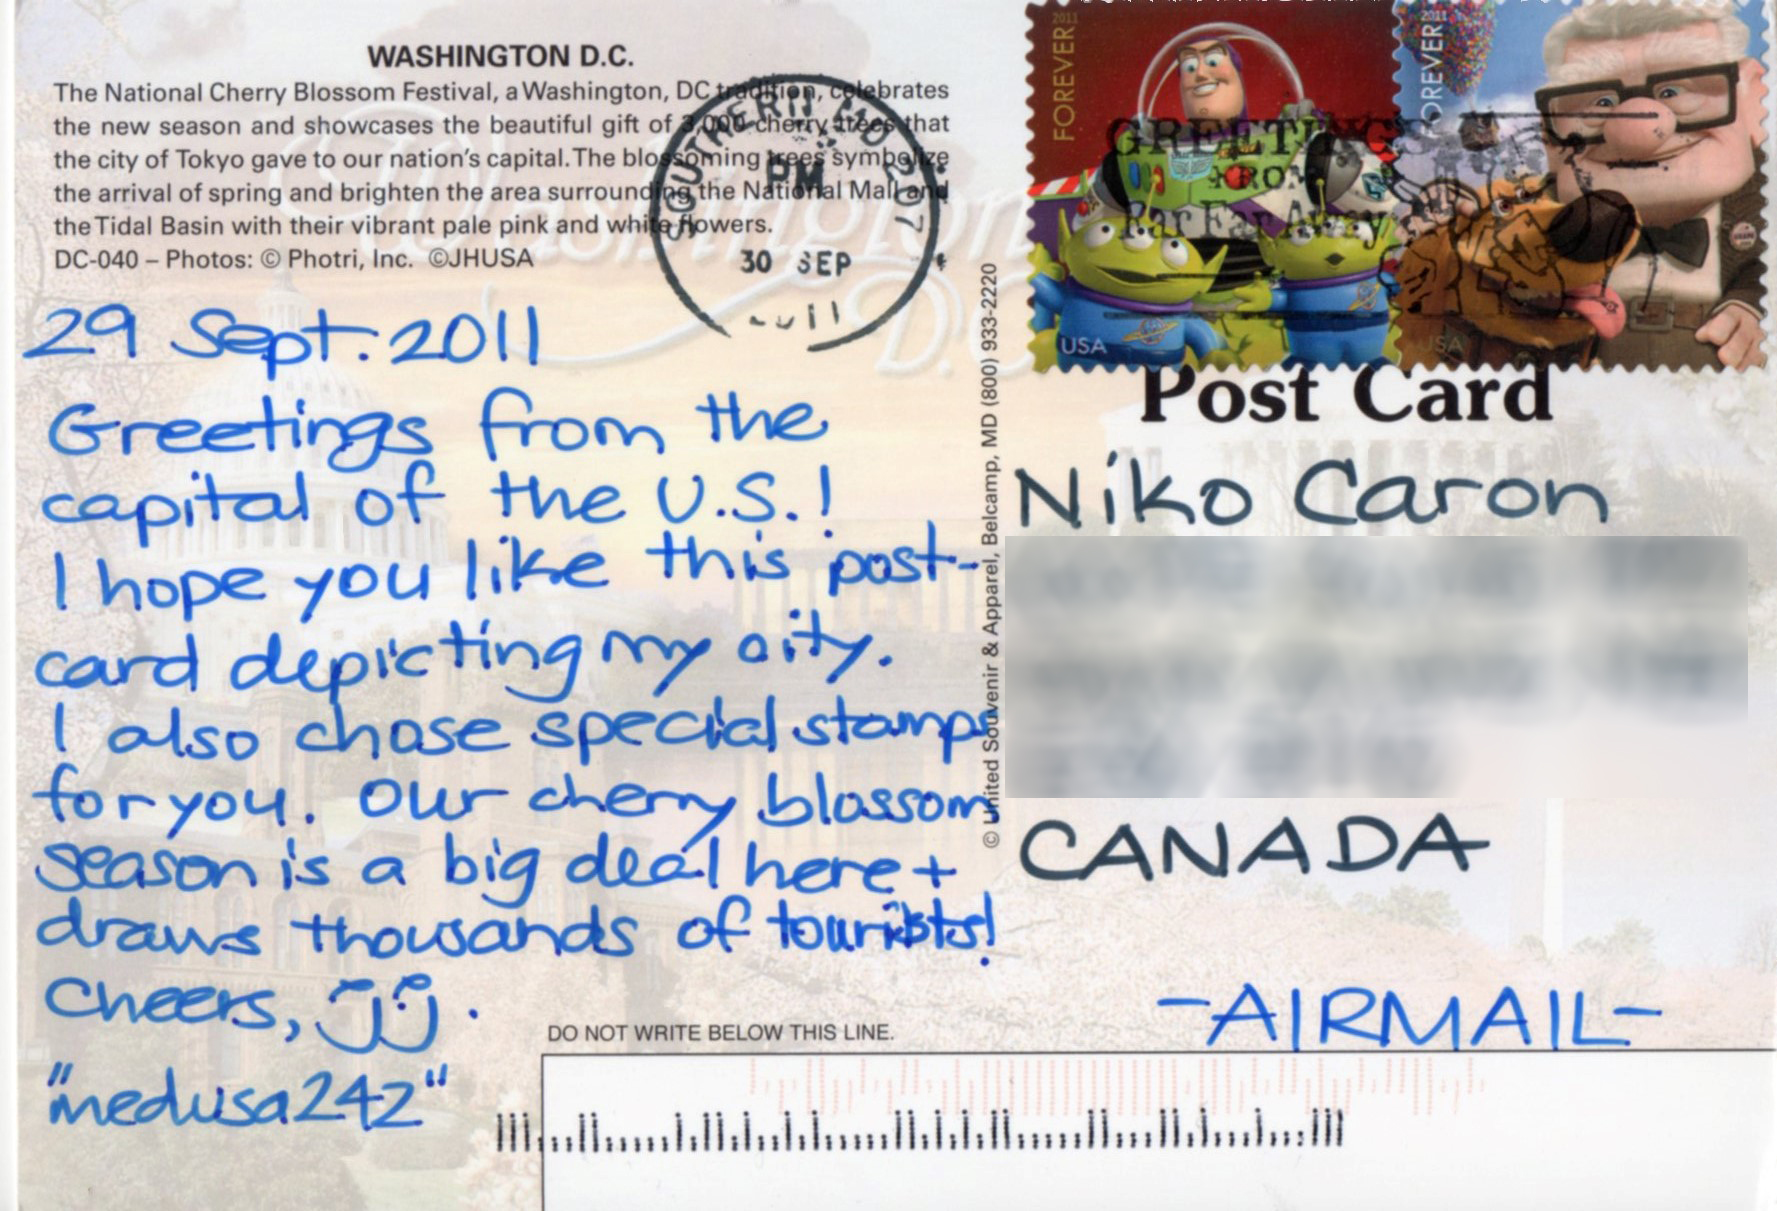 WASHINGTON D.C.
The National Cherry Blossom Festival, a Washington, DC tradition, celebrates
the new season and showcases the beautiful gift of 3,000 cherry trees that
the city of Tokyo gave to our nation's capital. The blossoming trees symbolize
the arrival of spring and brighten the area surrounding the National Mall and
the Tidal Basin with their vibrant pale pink and white flowers.
DC-040 – Photos: © Photri, Inc. ©JHUSA
Washington
D.C.
SOUTHERN MD 207
PM
30 SEP
2011
29 Sept. 2011
Greetings from the
capital of the U.S.!
I hope you like this post-
card depicting my city.
I also chose special stamps
for you. Our cherry blossom
season is a big deal here +
draws thousands of tourists!
Cheers,
"medusa242"
© United Souvenir & Apparel, Belcamp, MD (800) 933-2220
FOREVER 2011
USA
FOREVER 2011
USA
GREETINGS
FROM
Far Far Away
Post Card
Niko Caron
CANADA
-AIRMAIL-
DO NOT WRITE BELOW THIS LINE.